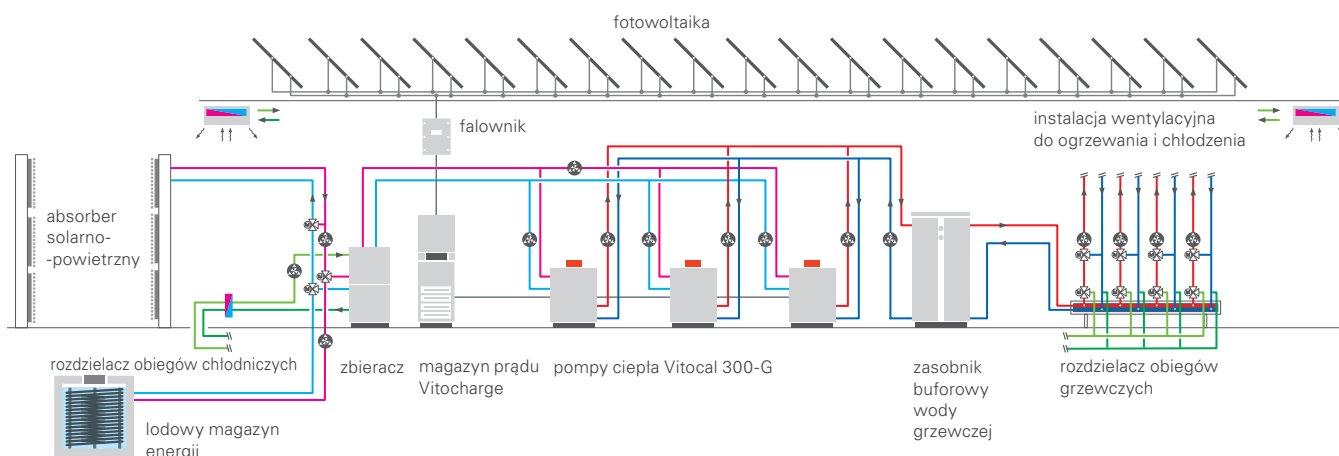 fotowoltaika
falownik
instalacja wentylacyjna
do ogrzewania i chłodzenia
absorber
solarno-
-powietrzny
rozdzielacz obiegów chłodniczych
zbieracz
magazyn prądu
Vitocharge
pompy ciepła Vitocal 300-G
zasobnik
buforowy
wody
grzewczej
rozdzielacz obiegów
grzewczych
lodowy magazyn
energii